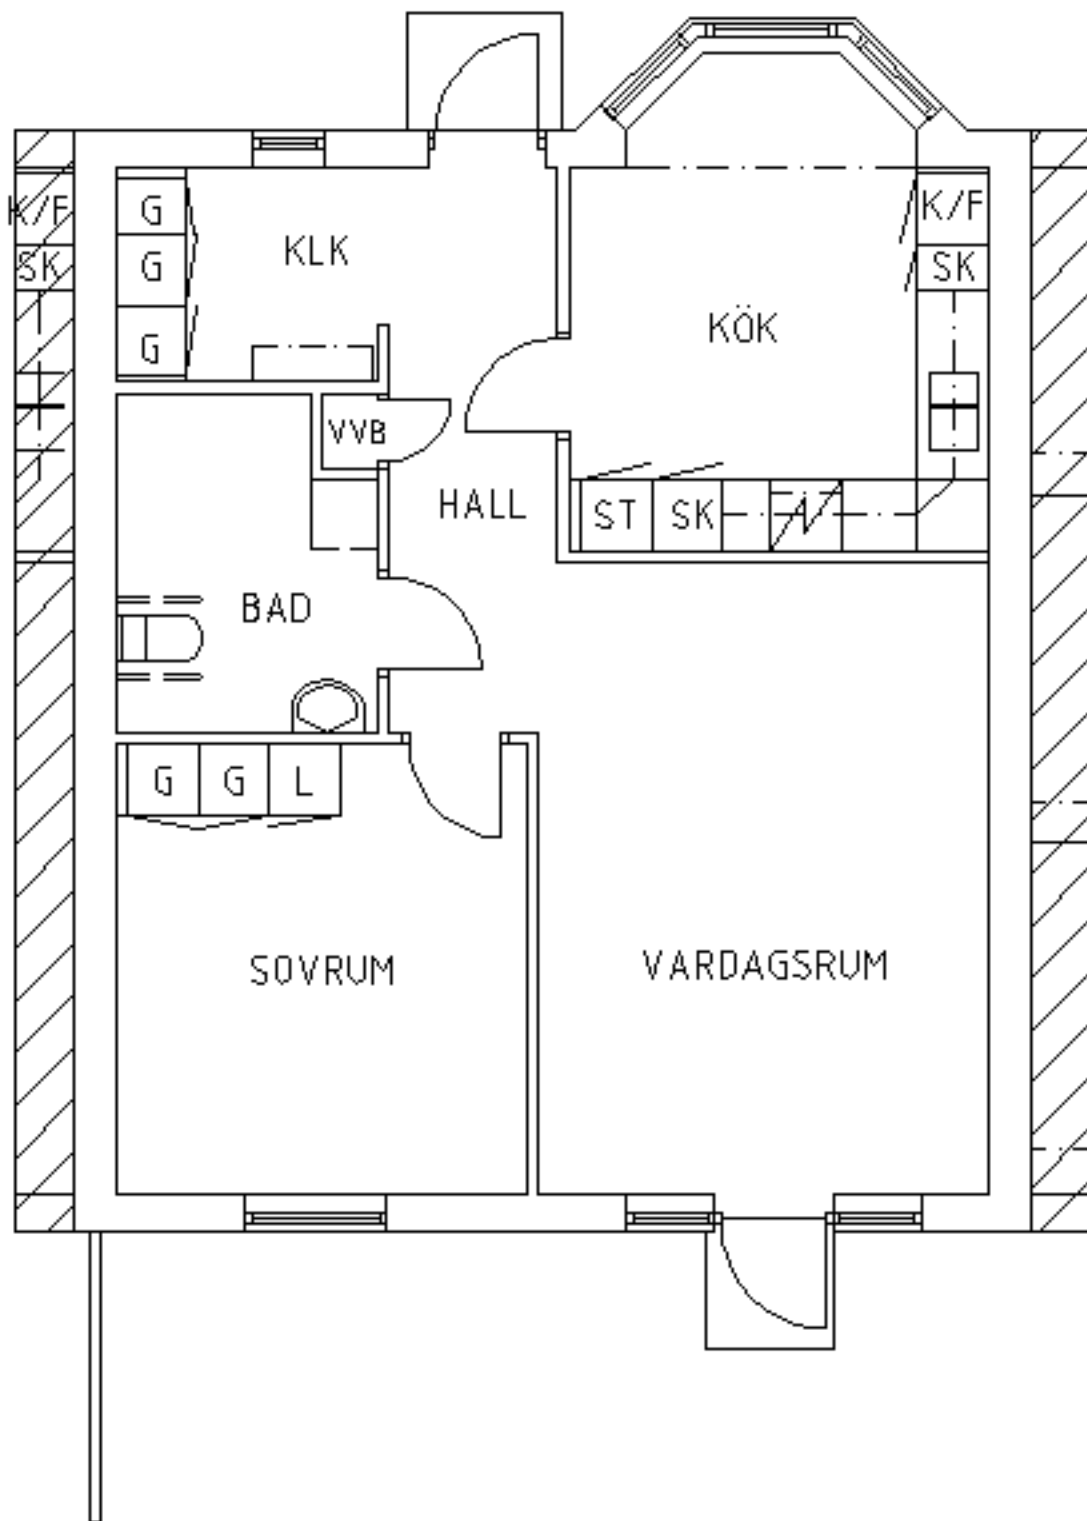 K/F
G
K/F
KLK
G
SK
SK
KÖK
G
VVB
HALL
ST
SK
BAD
G
G
L
SOVRUM
VARDAGSRUM